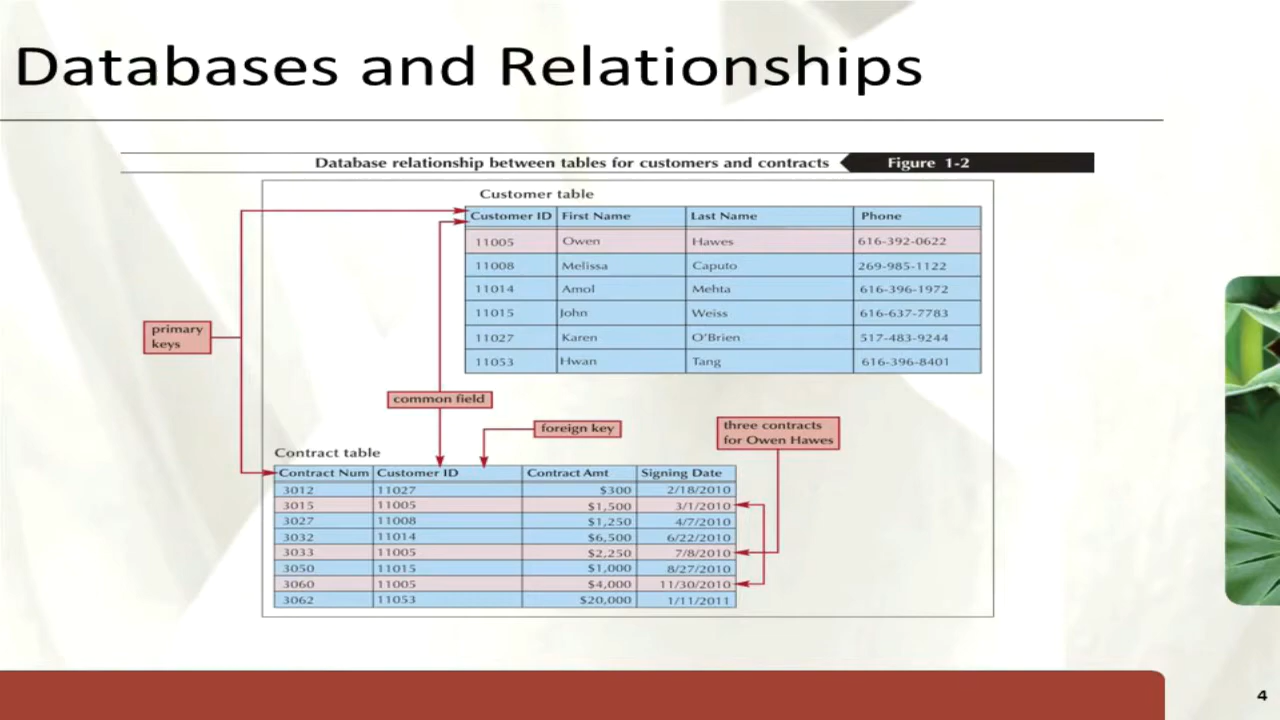 Databases and Relationships
Database relationship between tables for customers and contracts Figure 1-2
Customer table
Customer ID First Name Last Name Phone
11005 Owen Hawes 616-392-0622
11008 Melissa Caputo 269-985-1122
11014 Amol Mehta 616-396-1972
11015 John Weiss 616-637-7783
11027 Karen O'Brien 517-483-9244
11053 Hwan Tang 616-396-8401
primary
keys
common field
foreign key
three contracts
for Owen Hawes
Contract table
Contract Num Customer ID Contract Amt Signing Date
3012 11027 $300 2/18/2010
3015 11005 $1,500 3/1/2010
3027 11008 $1,250 4/7/2010
3032 11014 $6,500 6/22/2010
3033 11005 $2,250 7/8/2010
3050 11015 $1,000 8/27/2010
3060 11005 $4,000 11/30/2010
3062 11053 $20,000 1/11/2011
4